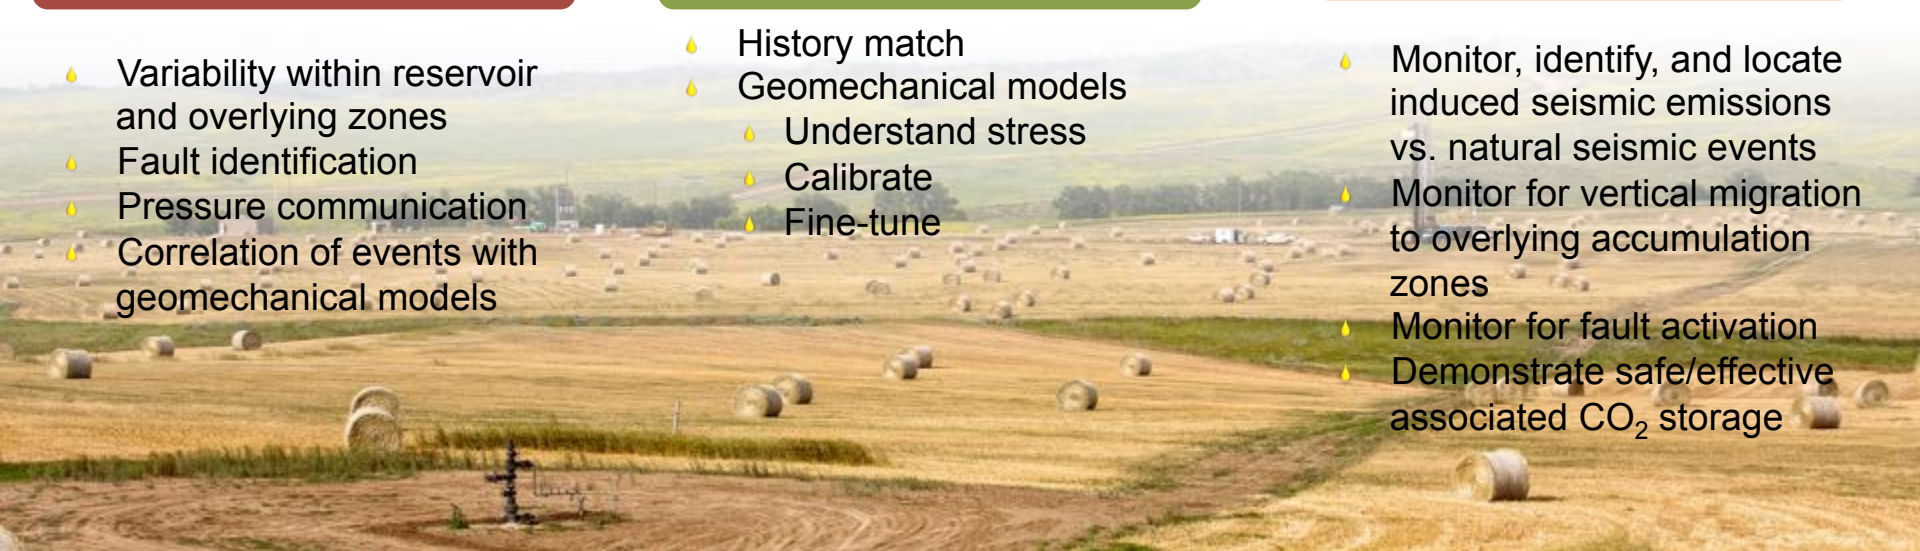 Variability within reservoir
and overlying zones
Fault identification
Pressure communication
Correlation of events with
geomechanical models
History match
Geomechanical models
Understand stress
Calibrate
Fine-tune
Monitor, identify, and locate
induced seismic emissions
vs. natural seismic events
Monitor for vertical migration
to overlying accumulation
zones
Monitor for fault activation
Demonstrate safe/effective
associated CO₂ storage